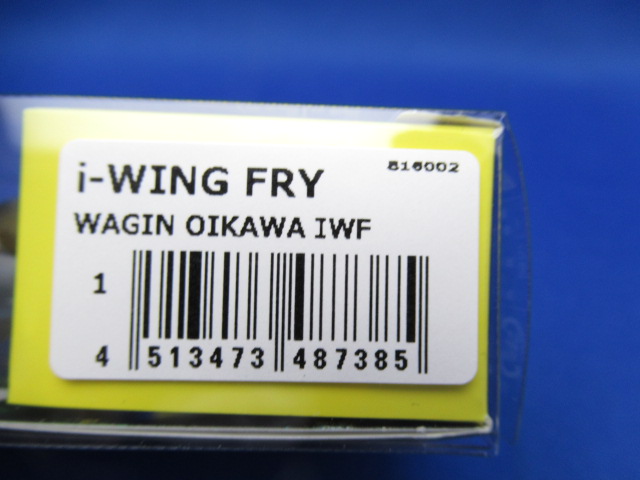 i-WING FRY
816002
WAGIN OIKAWA IWF
1
4 513473 487385